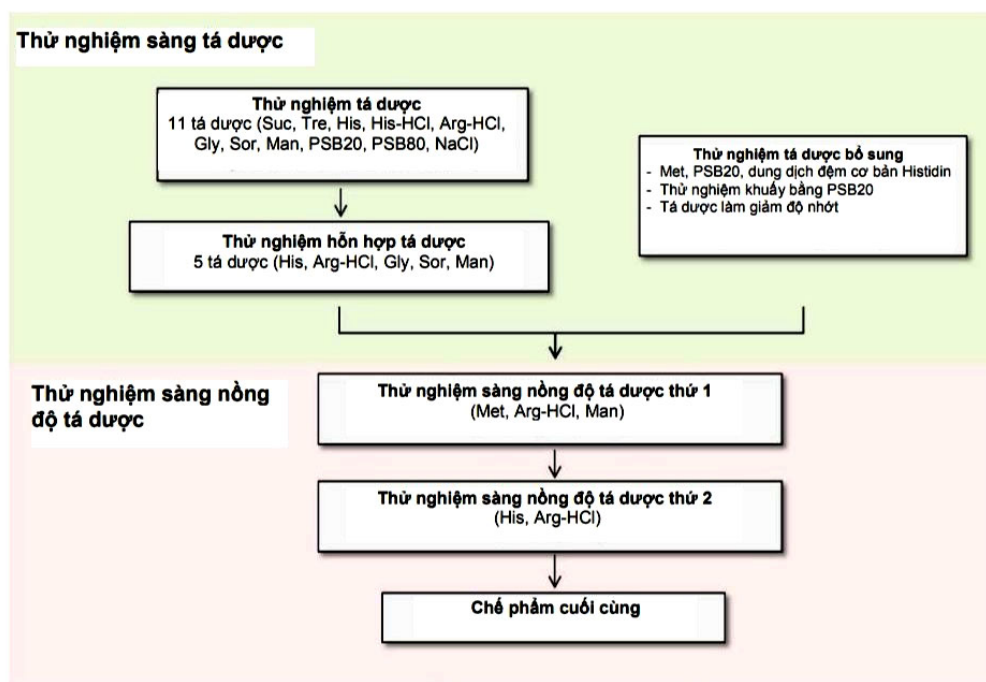 Thử nghiệm sàng tá dược
Thử nghiệm tá dược
11 tá dược (Suc, Tre, His, His-HCl, Arg-HCl,
Gly, Sor, Man, PSB20, PSB80, NaCl)
Thử nghiệm hỗn hợp tá dược
5 tá dược (His, Arg-HCl, Gly, Sor, Man)
Thử nghiệm tá dược bổ sung
- Met, PSB20, dung dịch đệm cơ bản Histidin
- Thử nghiệm khuấy bằng PSB20
- Tá dược làm giảm độ nhớt
Thử nghiệm sàng nồng
độ tá dược
Thử nghiệm sàng nồng độ tá dược thứ 1
(Met, Arg-HCl, Man)
Thử nghiệm sàng nồng độ tá dược thứ 2
(His, Arg-HCl)
Chế phẩm cuối cùng